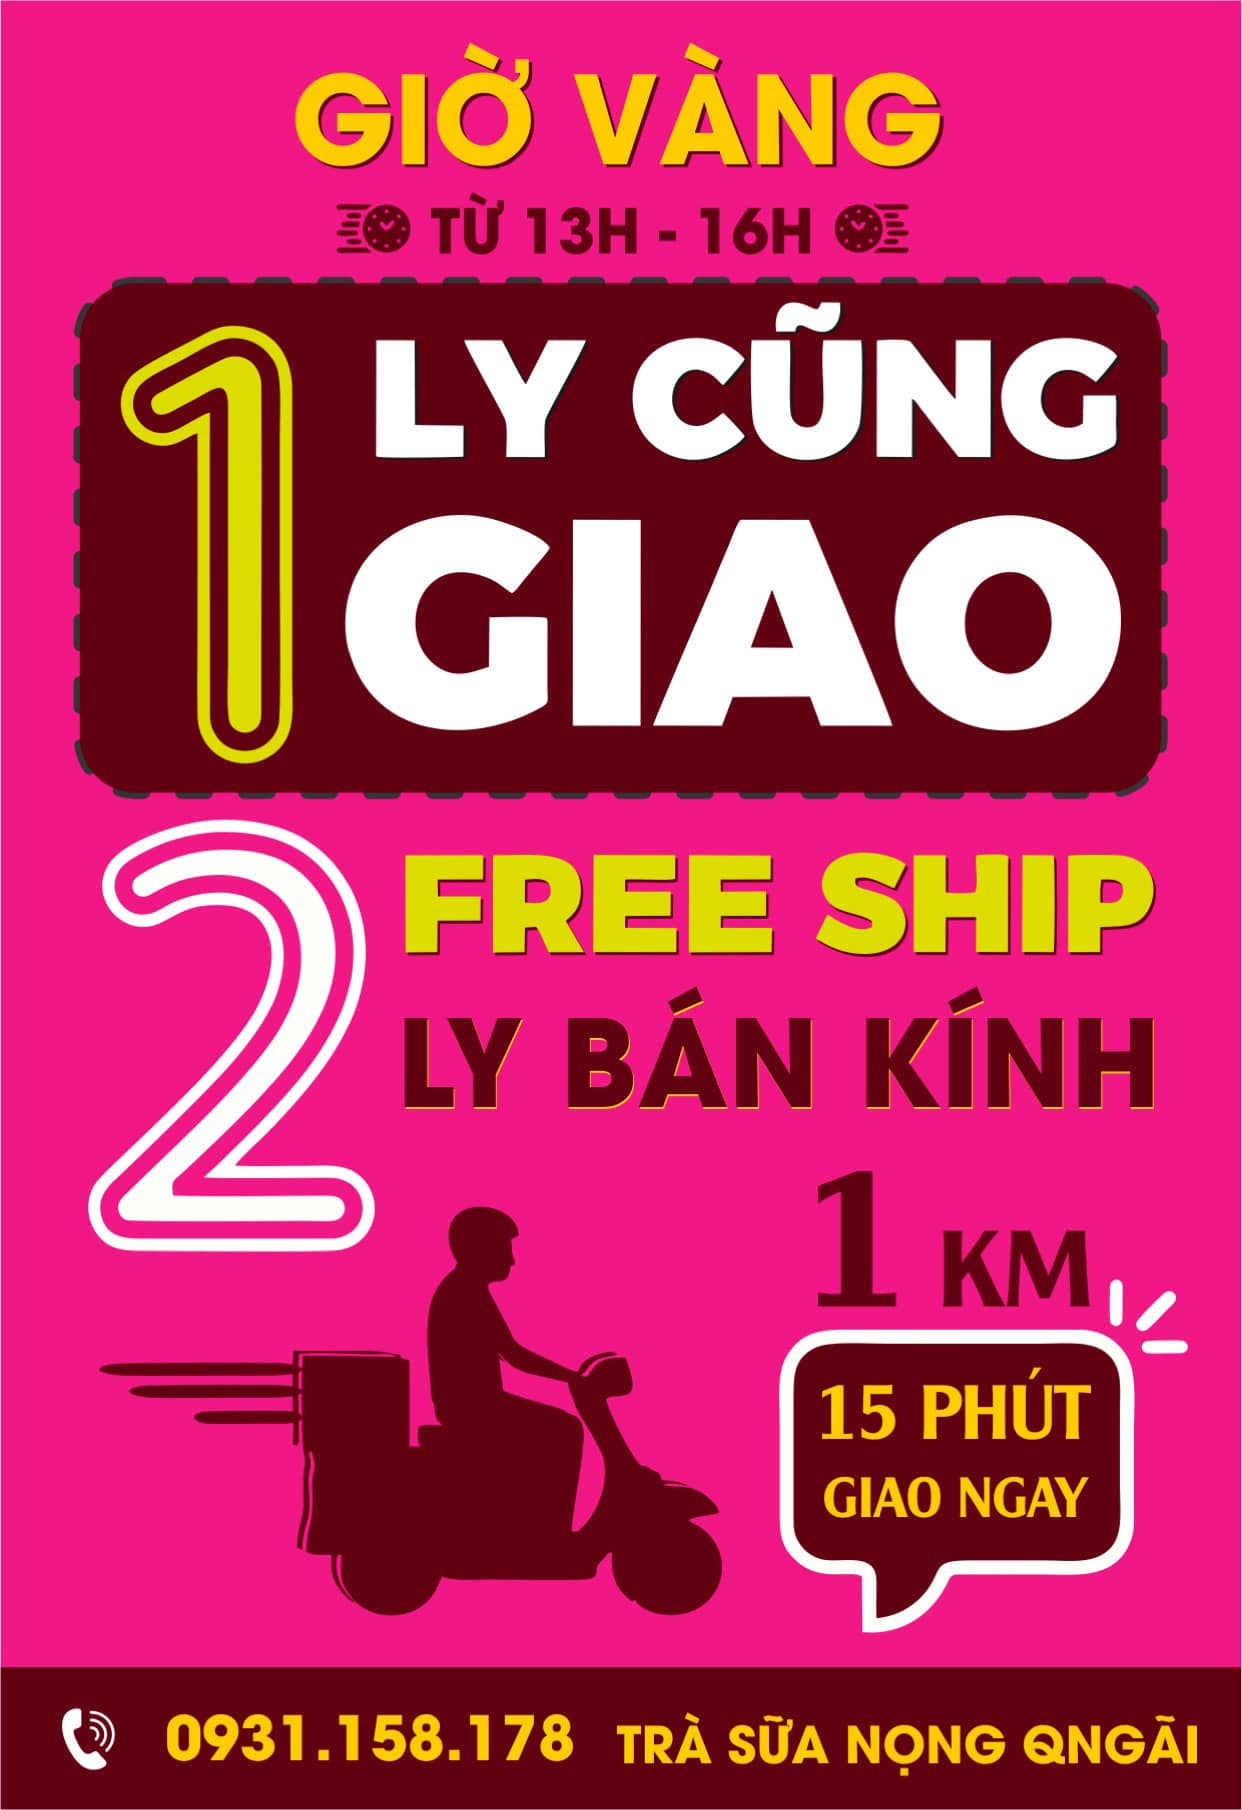 GIỜ VÀNG
TỪ 13H - 16H
1 LY CŨNG
GIAO
2 FREE SHIP
LY BÁN KÍNH
1 KM
15 PHÚT
GIAO NGAY
0931.158.178 TRÀ SỮA NỌNG QNGÃI